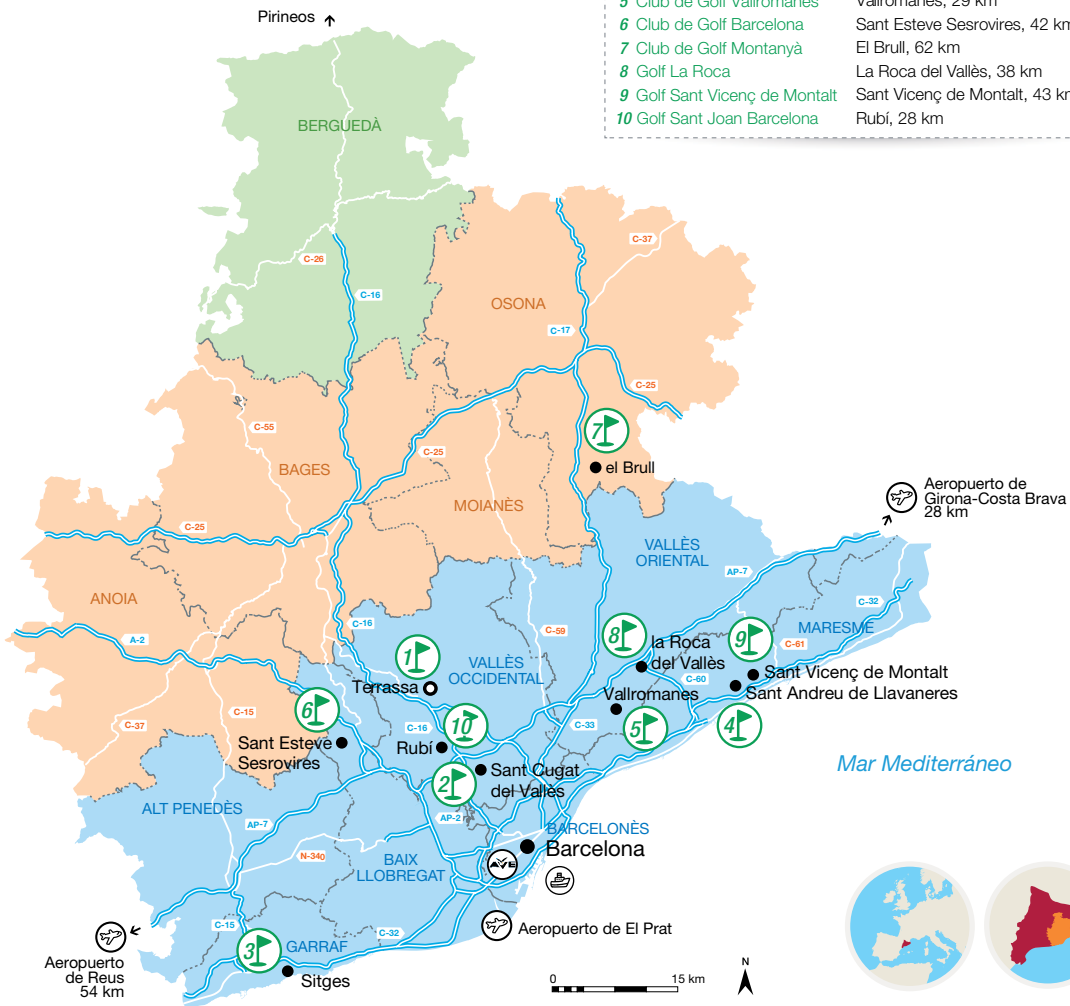 5 Club de Golf Vallromanes Vallromanes, 29 km
6 Club de Golf Barcelona Sant Esteve Sesrovires, 42 km
7 Club de Golf Montanyà El Brull, 62 km
8 Golf La Roca La Roca del Vallès, 38 km
9 Golf Sant Vicenç de Montalt Sant Vicenç de Montalt, 43 km
10 Golf Sant Joan Barcelona Rubí, 28 km
Pirineos
BERGUEDÀ
C-26
C-16
C-37
OSONA
C-17
C-25
C-55
7
el Brull
C-25
BAGES
MOIANÈS
Aeropuerto de
Girona-Costa Brava
28 km
C-25
VALLÈS
ORIENTAL
AP-7
ANOIA
C-32
A-2
C-16
C-59
MARESME
1
8
9
C-61
la Roca
del Vallès
VALLÈS
OCCIDENTAL
Terrassa
C-60
Sant Vicenç de Montalt
Sant Andreu de Llavaneres
Vallromanes
6
C-15
C-37
C-16
10
C-33
5
4
Sant Esteve
Sesrovires
Rubí
Sant Cugat
del Vallès
2
Mar Mediterráneo
ALT PENEDÈS
AP-7
AP-2
BARCELONÈS
Barcelona
N-340
BAIX
LLOBREGAT
AVE
C-15
C-32
Aeropuerto de El Prat
Aeropuerto
de Reus
54 km
3
GARRAF
Sitges
0 15 km
N